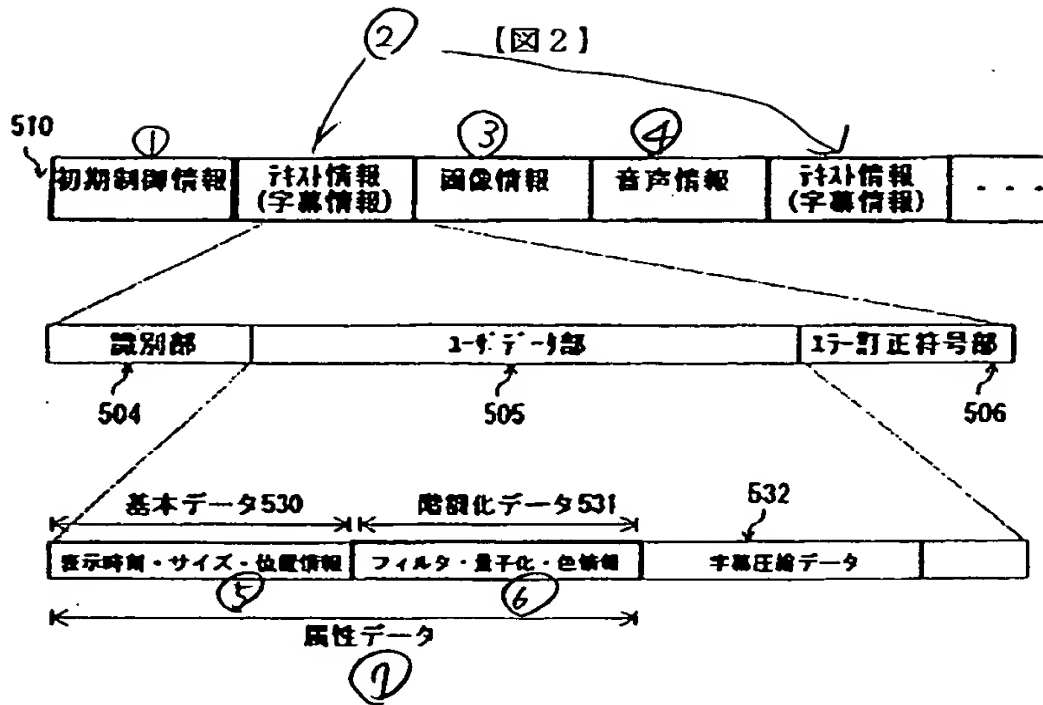 ② 【図2】
510 ① ③ ④
初期制御情報 テキスト情報 画像情報 音声情報 テキスト情報 ・・・
(字幕情報) (字幕情報)
識別部 ユーザデータ部 エラー訂正符号部
504 505 506
基本データ530 階調化データ531 532
表示時刻・サイズ・位置情報 フィルタ・量子化・色情報 字幕圧縮データ
⑤ ⑥
属性データ
⑦